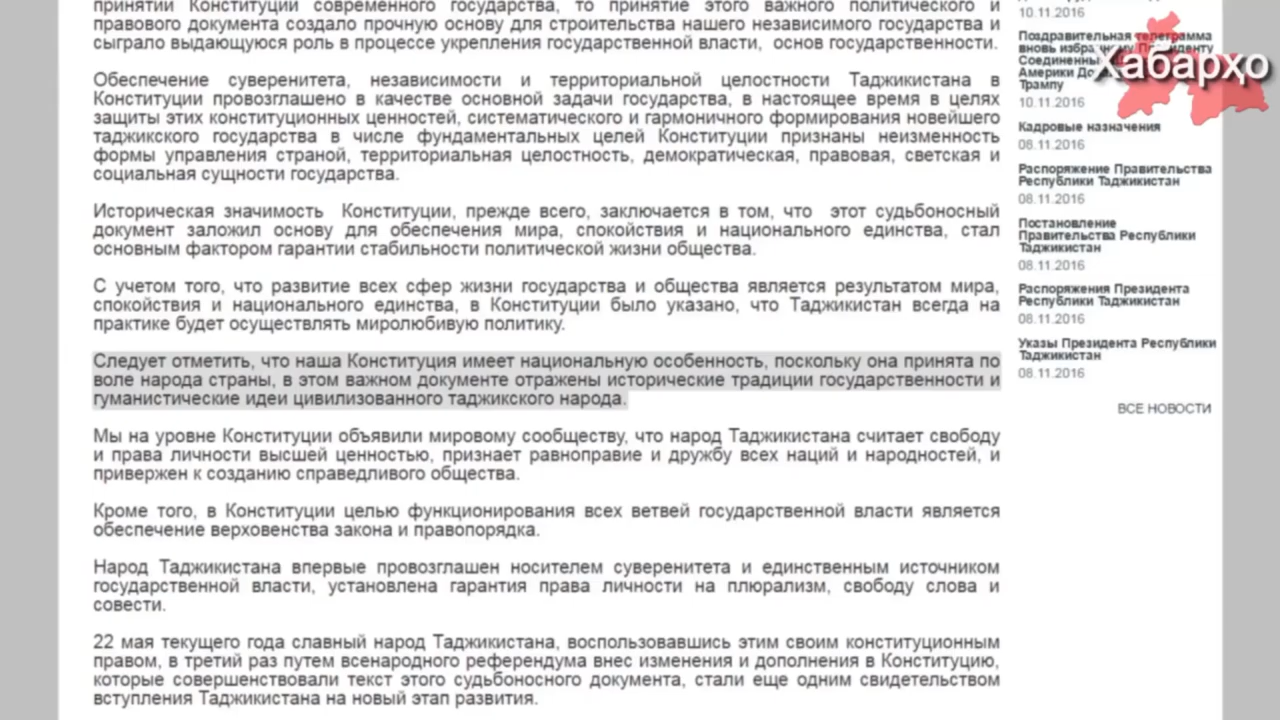 принятии Конституции современного государства, то принятие этого важного политического и
правового документа создало прочную основу для строительства нашего независимого государства и
сыграло выдающуюся роль в процессе укрепления государственной власти, основ государственности.
Обеспечение суверенитета, независимости и территориальной целостности Таджикистана в
Конституции провозглашено в качестве основной задачи государства, в настоящее время в целях
защиты этих конституционных ценностей, систематического и гармоничного формирования новейшего
таджикского государства в числе фундаментальных целей Конституции признаны неизменность
формы управления страной, территориальная целостность, демократическая, правовая, светская и
социальная сущности государства.
Историческая значимость Конституции, прежде всего, заключается в том, что этот судьбоносный
документ заложил основу для обеспечения мира, спокойствия и национального единства, стал
основным фактором гарантии стабильности политической жизни общества.
С учетом того, что развитие всех сфер жизни государства и общества является результатом мира,
спокойствия и национального единства, в Конституции было указано, что Таджикистан всегда на
практике будет осуществлять миролюбивую политику.
Следует отметить, что наша Конституция имеет национальную особенность, поскольку она принята по
воле народа страны, в этом важном документе отражены исторические традиции государственности и
гуманистические идеи цивилизованного таджикского народа.
Мы на уровне Конституции объявили мировому сообществу, что народ Таджикистана считает свободу
и права личности высшей ценностью, признает равноправие и дружбу всех наций и народностей, и
привержен к созданию справедливого общества.
Кроме того, в Конституции целью функционирования всех ветвей государственной власти является
обеспечение верховенства закона и правопорядка.
Народ Таджикистана впервые провозглашен носителем суверенитета и единственным источником
государственной власти, установлена гарантия права личности на плюрализм, свободу слова и
совести.
22 мая текущего года славный народ Таджикистана, воспользовавшись этим своим конституционным
правом, в третий раз путем всенародного референдума внес изменения и дополнения в Конституцию,
которые совершенствовали текст этого судьбоносного документа, стали еще одним свидетельством
вступления Таджикистана на новый этап развития.
10.11.2016
Поздравительная телеграмма
вновь избранному Президенту
Соединенных
Америки
Трампу
10.11.2016
Кадровые назначения
08.11.2016
Распоряжение Правительства
Республики Таджикистан
08.11.2016
Постановление
Правительства Республики
Таджикистан
08.11.2016
Распоряжения Президента
Республики Таджикистан
08.11.2016
Указы Президента Республики
Таджикистан
08.11.2016
ВСЕ НОВОСТИ
Хабарҳо